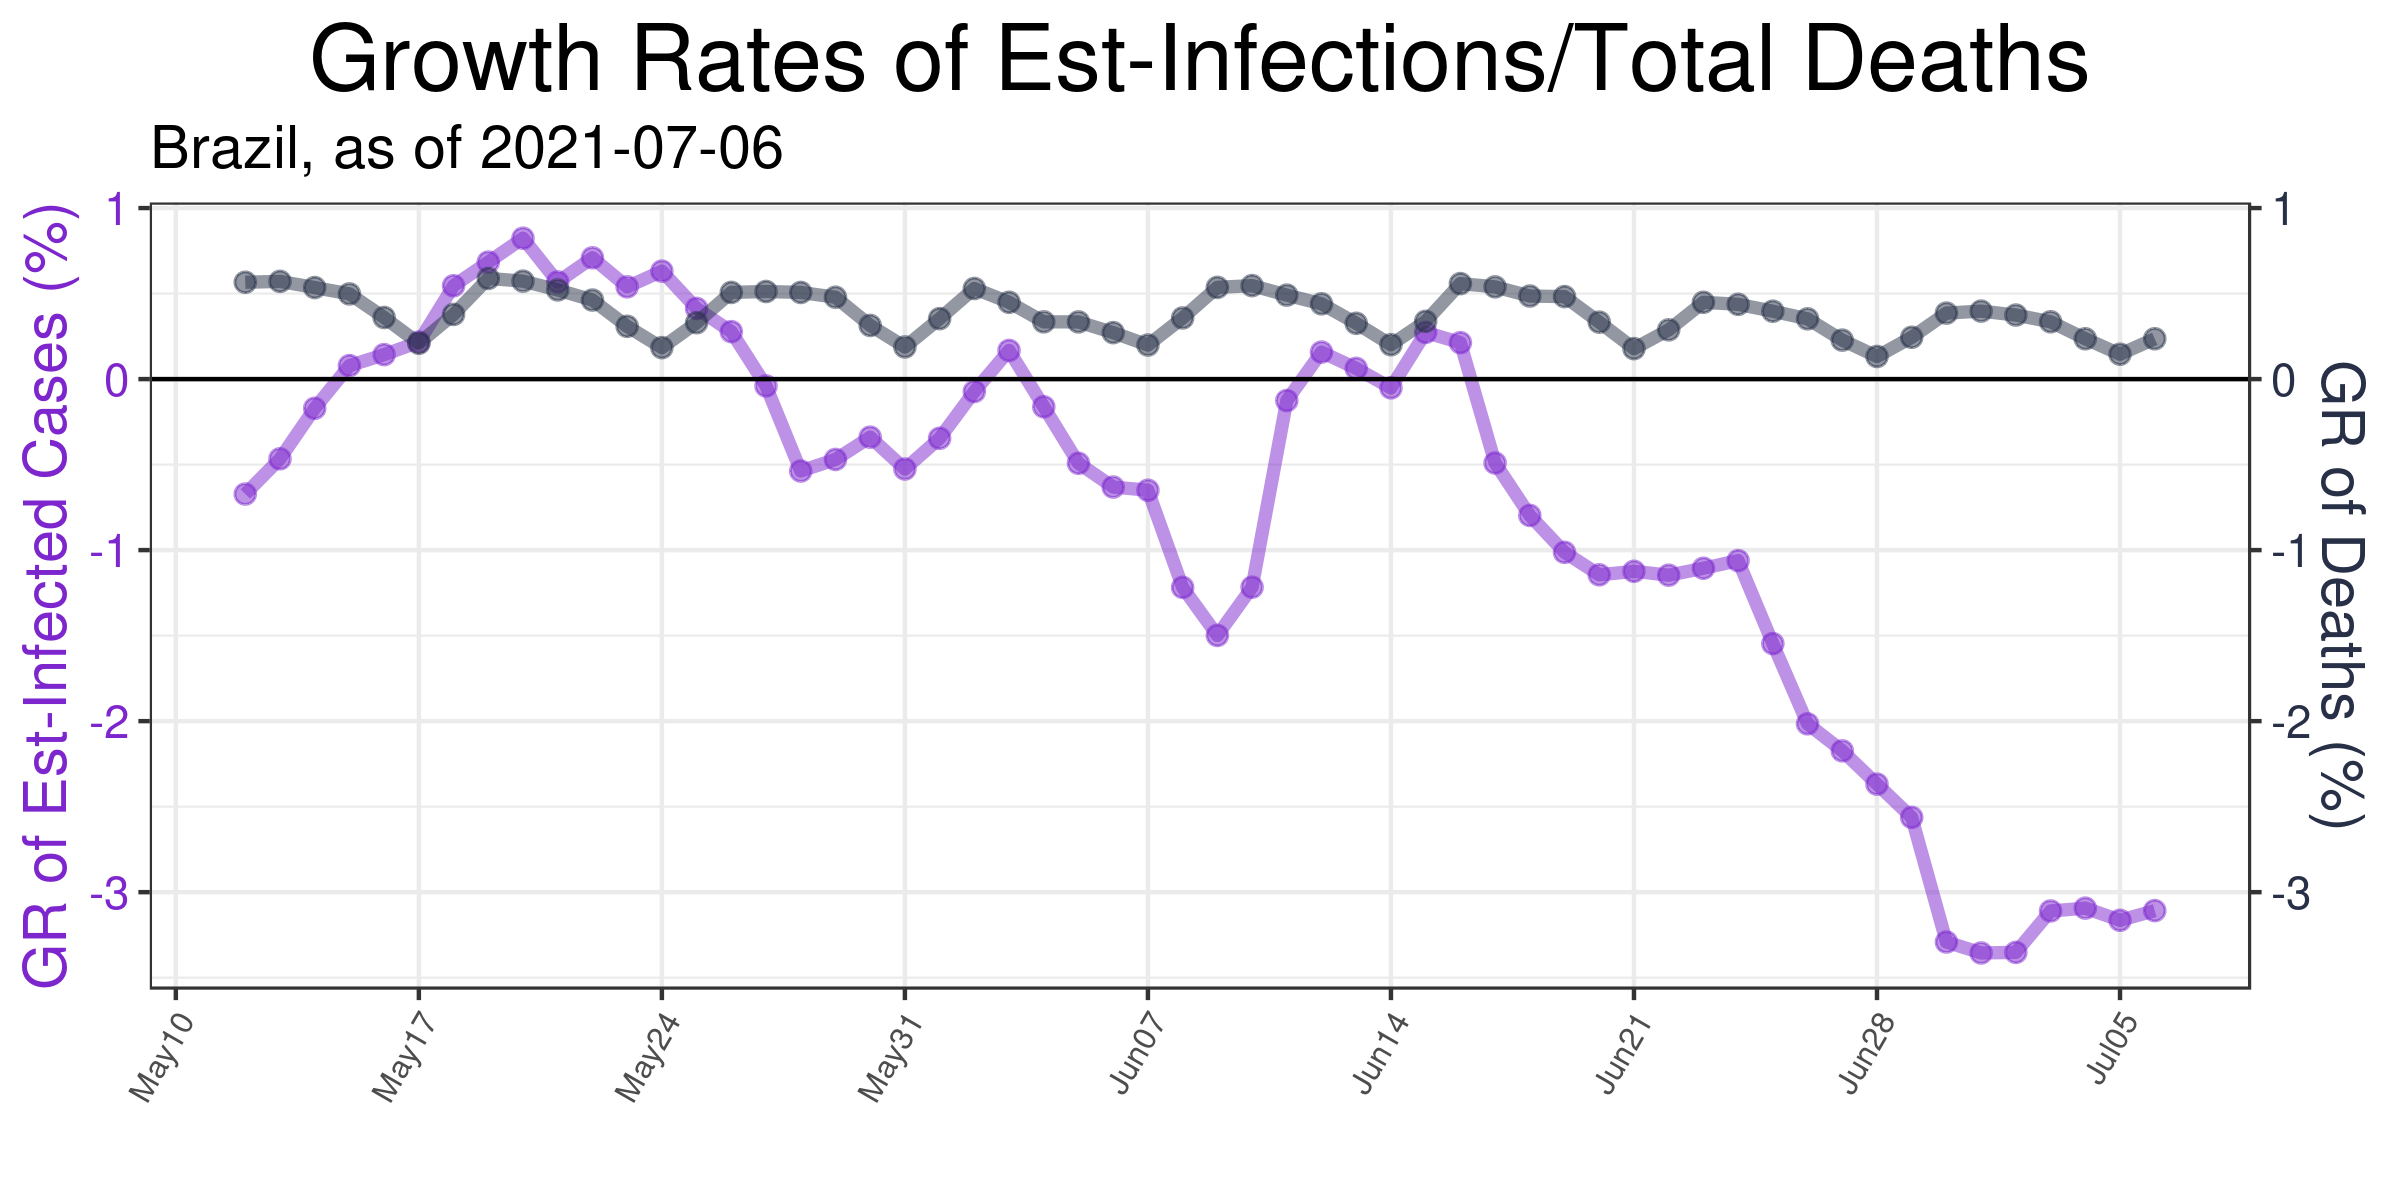 Growth Rates of Est-Infections/Total Deaths
Brazil, as of 2021-07-06
GR of Est-Infected Cases (%)
1
0
-1
-2
-3
1
0
-1
-2
-3
GR of Deaths (%)
May10
May17
May24
May31
Jun07
Jun14
Jun21
Jun28
Jul05